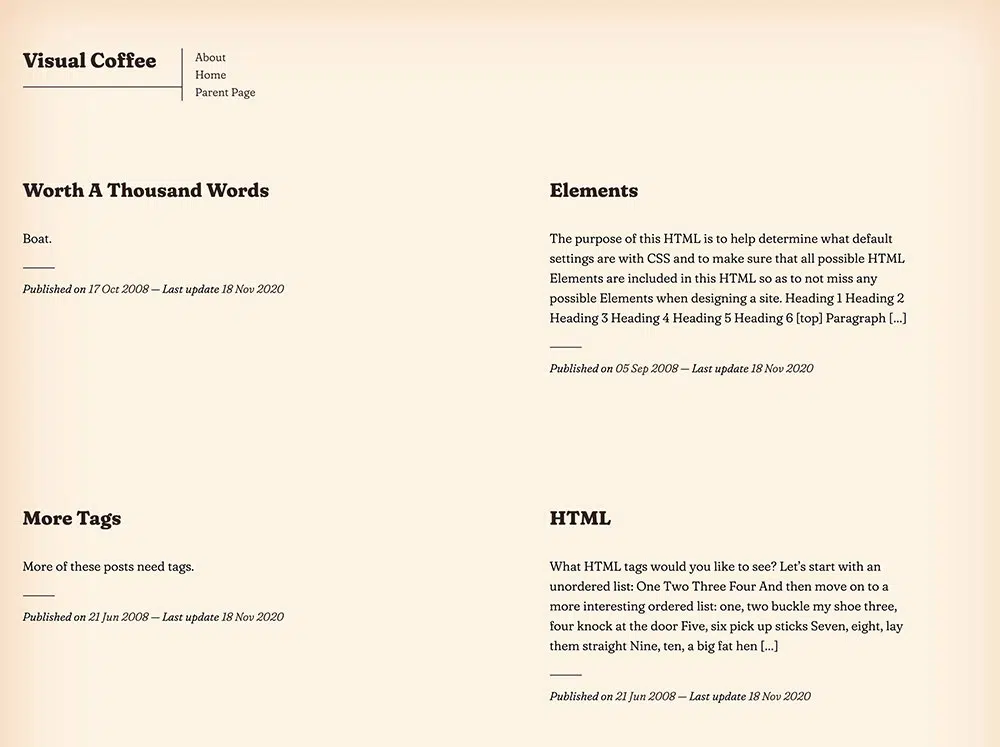 Visual Coffee
About
Home
Parent Page
Worth A Thousand Words
Boat.
Published on 17 Oct 2008 — Last update 18 Nov 2020
Elements
The purpose of this HTML is to help determine what default
settings are with CSS and to make sure that all possible HTML
Elements are included in this HTML so as to not miss any
possible Elements when designing a site. Heading 1 Heading 2
Heading 3 Heading 4 Heading 5 Heading 6 [top] Paragraph [...]
Published on 05 Sep 2008 — Last update 18 Nov 2020
More Tags
More of these posts need tags.
Published on 21 Jun 2008 — Last update 18 Nov 2020
HTML
What HTML tags would you like to see? Let’s start with an
unordered list: One Two Three Four And then move on to a
more interesting ordered list: one, two buckle my shoe three,
four knock at the door Five, six pick up sticks Seven, eight, lay
them straight Nine, ten, a big fat hen [...]
Published on 21 Jun 2008 — Last update 18 Nov 2020